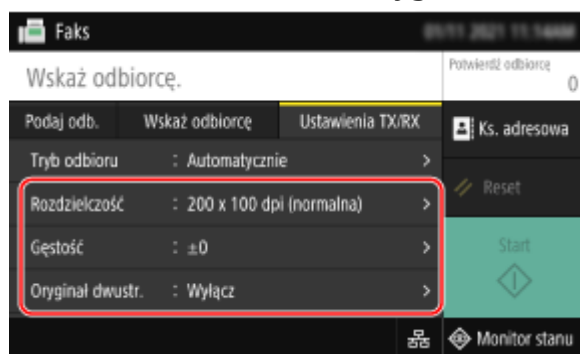 Faks
Wskaż odbiorcę.
Potwierdź odbiorcę
0
Podaj odb. Wskaż odbiorcę Ustawienia TX/RX
Ks. adresowa
Tryb odbioru : Automatycznie >
Rozdzielczość : 200 x 100 dpi (normalna) >
Reset
Gęstość : ±0 >
Start
Oryginał dwustr. : Wyłącz >
Monitor stanu